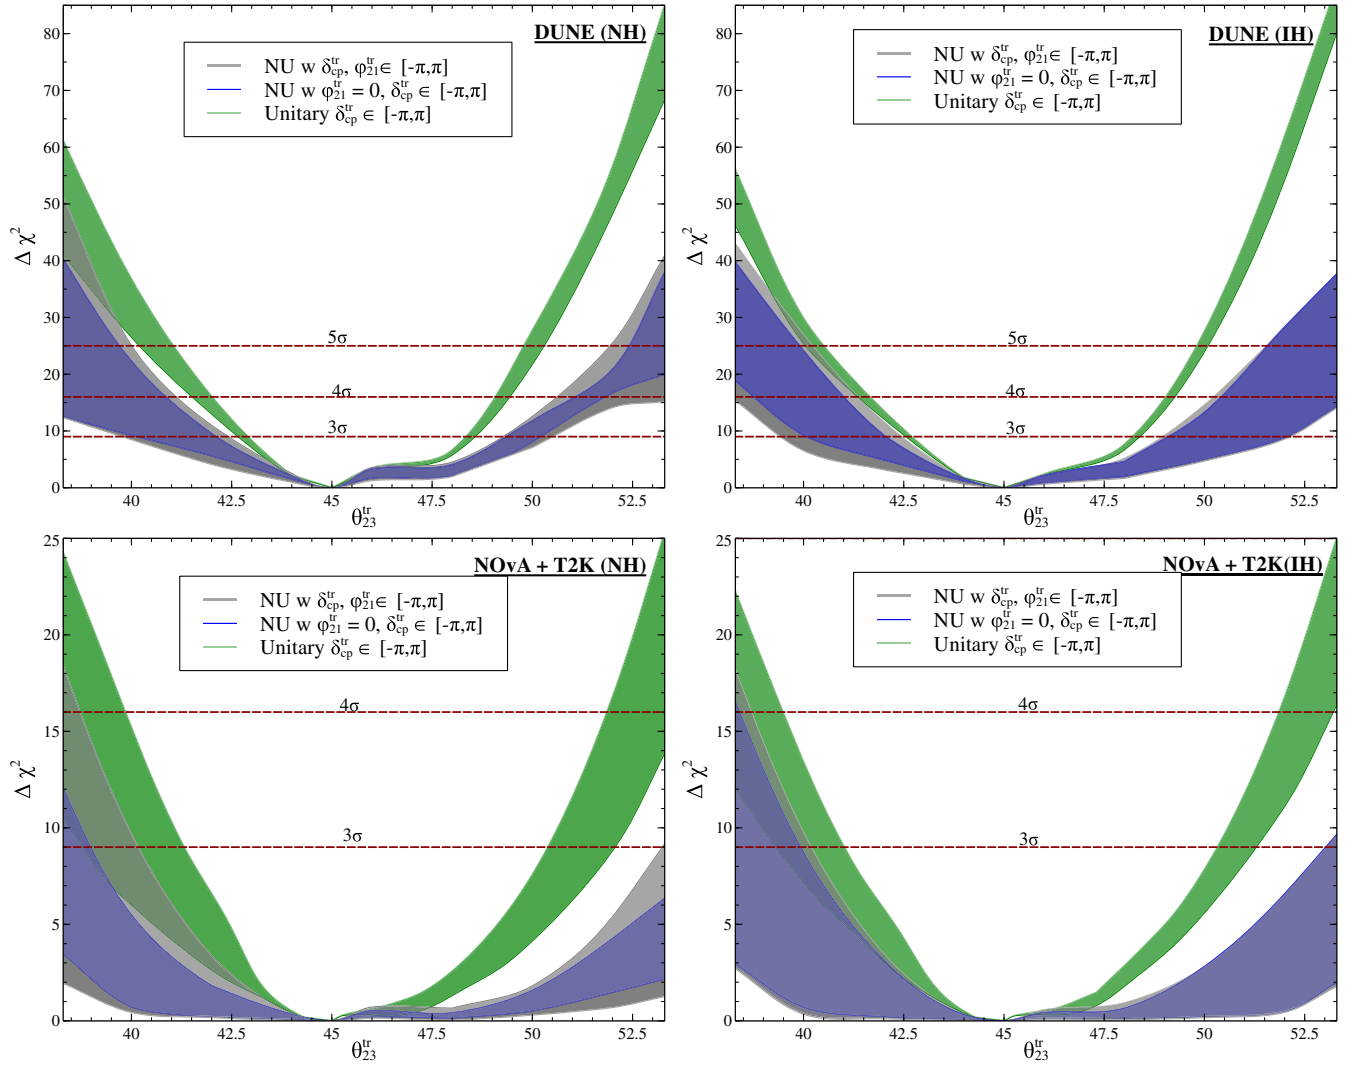 DUNE (NH)
NU w δcp^tr, φ21^tr ∈ [-π,π]
NU w φ21^tr = 0, δcp^tr ∈ [-π,π]
Unitary δcp^tr ∈ [-π,π]
5σ
4σ
3σ
Δ χ²
0
10
20
30
40
50
60
70
80
40
42.5
45
47.5
50
52.5
θ23^tr
DUNE (IH)
NU w δcp^tr, φ21^tr ∈ [-π,π]
NU w φ21^tr = 0, δcp^tr ∈ [-π,π]
Unitary δcp^tr ∈ [-π,π]
5σ
4σ
3σ
Δ χ²
0
10
20
30
40
50
60
70
80
40
42.5
45
47.5
50
52.5
θ23^tr
NOvA + T2K (NH)
NU w δcp^tr, φ21^tr ∈ [-π,π]
NU w φ21^tr = 0, δcp^tr ∈ [-π,π]
Unitary δcp^tr ∈ [-π,π]
4σ
3σ
Δ χ²
0
5
10
15
20
25
40
42.5
45
47.5
50
52.5
θ23^tr
NOvA + T2K(IH)
NU w δcp^tr, φ21^tr ∈ [-π,π]
NU w φ21^tr = 0, δcp^tr ∈ [-π,π]
Unitary δcp^tr ∈ [-π,π]
4σ
3σ
Δ χ²
0
5
10
15
20
25
40
42.5
45
47.5
50
52.5
θ23^tr